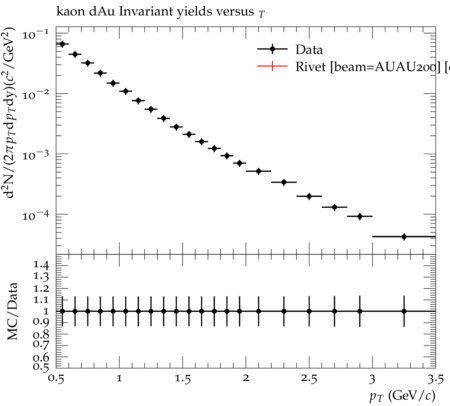 kaon dAu Invariant yields versus T
d²N/(2πp_T dp_T dy)(c²/GeV²)
10⁻¹
10⁻²
10⁻³
10⁻⁴
Data
Rivet [beam=AUAU200] [
MC/Data
1.4
1.3
1.2
1.1
1
0.9
0.8
0.7
0.6
0.5
0.5 1 1.5 2 2.5 3 3.5
p_T (GeV/c)